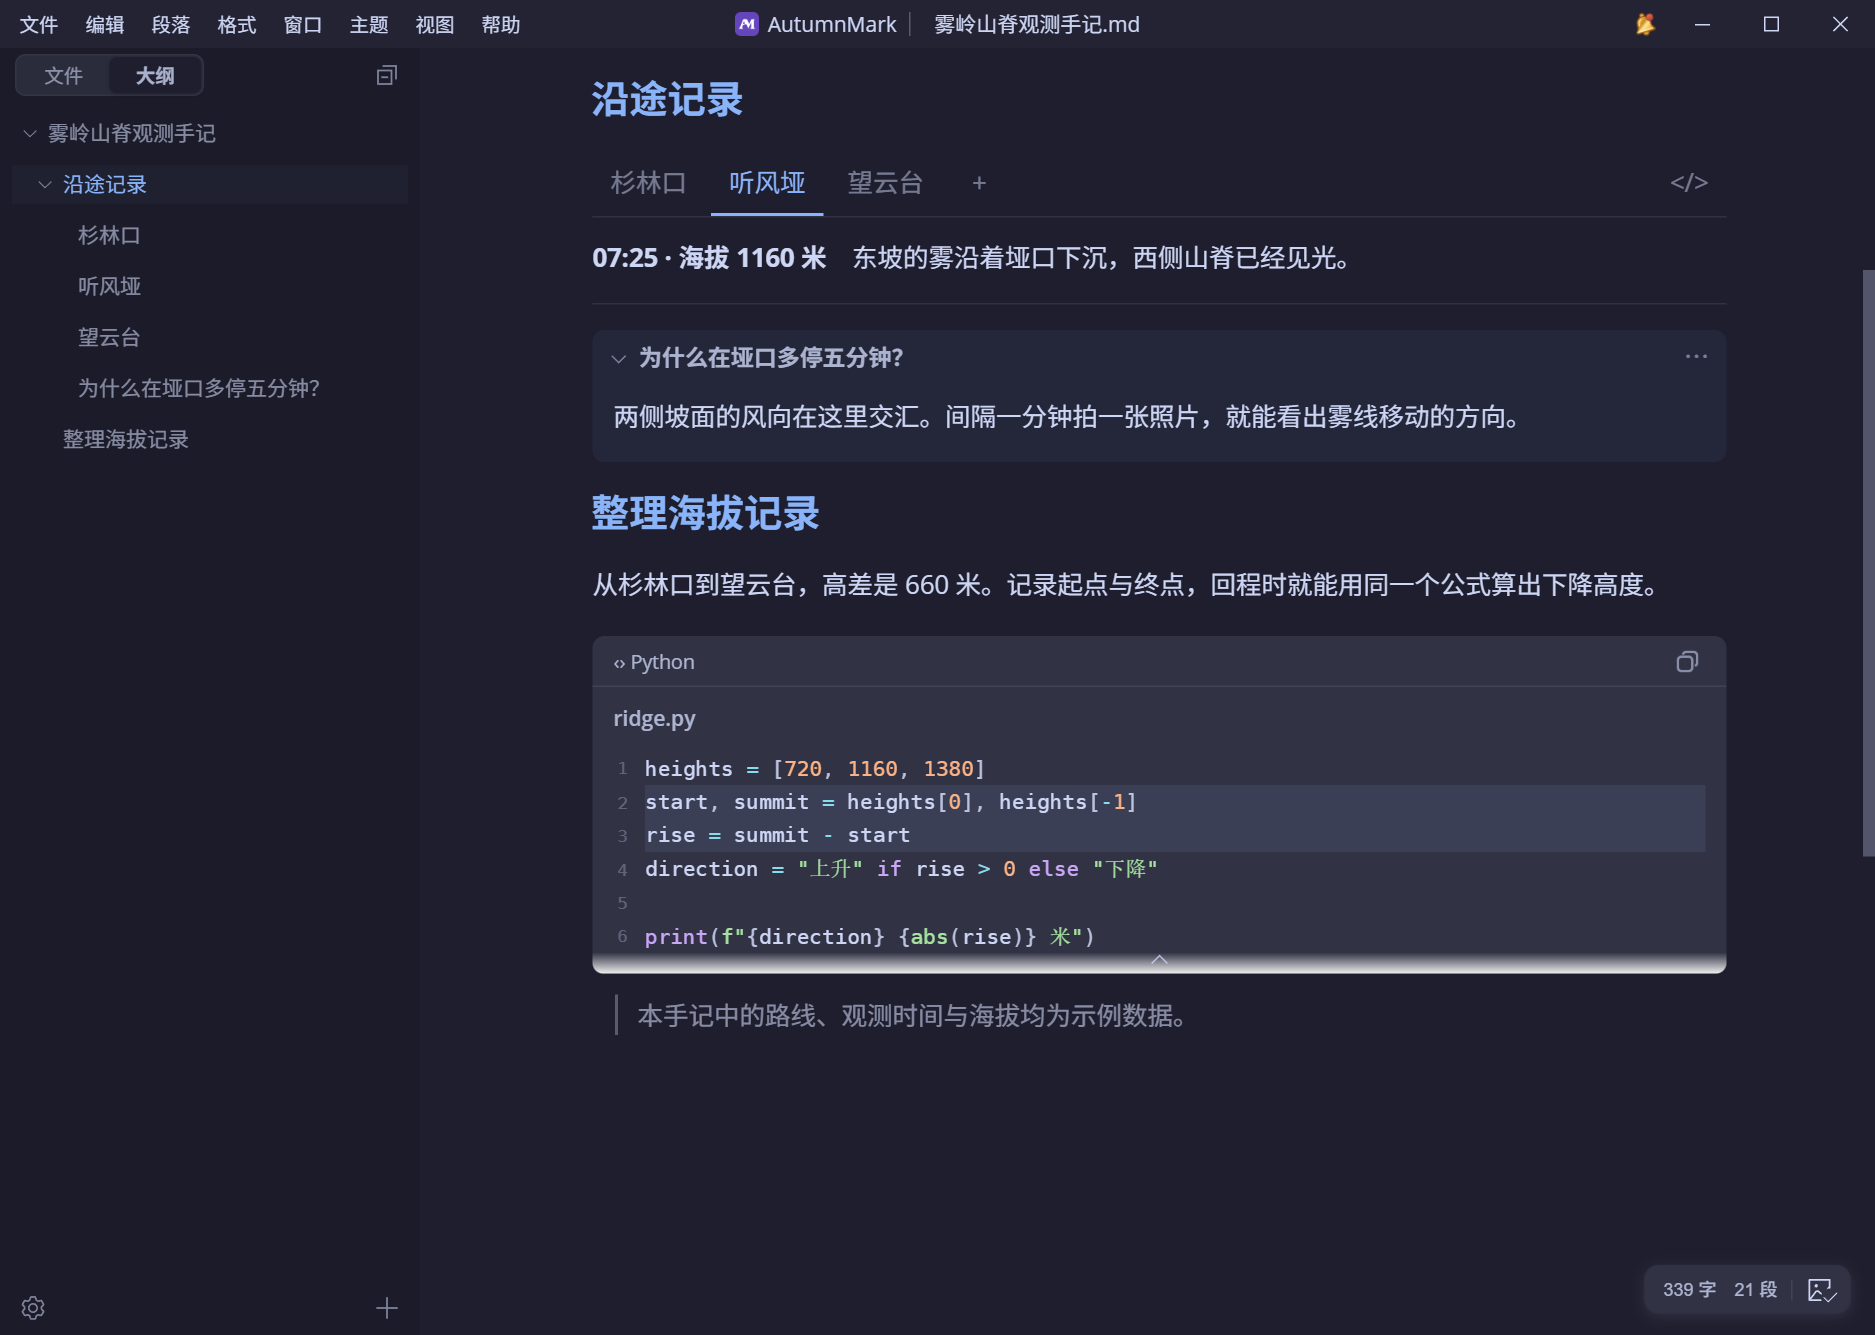 文件 编辑 段落 格式 窗口 主题 视图 帮助
AutumnMark 雾岭山脊观测手记.md
文件 大纲
雾岭山脊观测手记
沿途记录
杉林口
听风垭
望云台
为什么在垭口多停五分钟？
整理海拔记录
沿途记录
杉林口 听风垭 望云台 + </>
07:25 · 海拔 1160 米 东坡的雾沿着垭口下沉，西侧山脊已经见光。
为什么在垭口多停五分钟？
两侧坡面的风向在这里交汇。间隔一分钟拍一张照片，就能看出雾线移动的方向。
整理海拔记录
从杉林口到望云台，高差是 660 米。记录起点与终点，回程时就能用同一个公式算出下降高度。
‹› Python
ridge.py
1 heights = [720, 1160, 1380]
2 start, summit = heights[0], heights[-1]
3 rise = summit - start
4 direction = "上升" if rise > 0 else "下降"
5
6 print(f"{direction} {abs(rise)} 米")
本手记中的路线、观测时间与海拔均为示例数据。
339 字 21 段